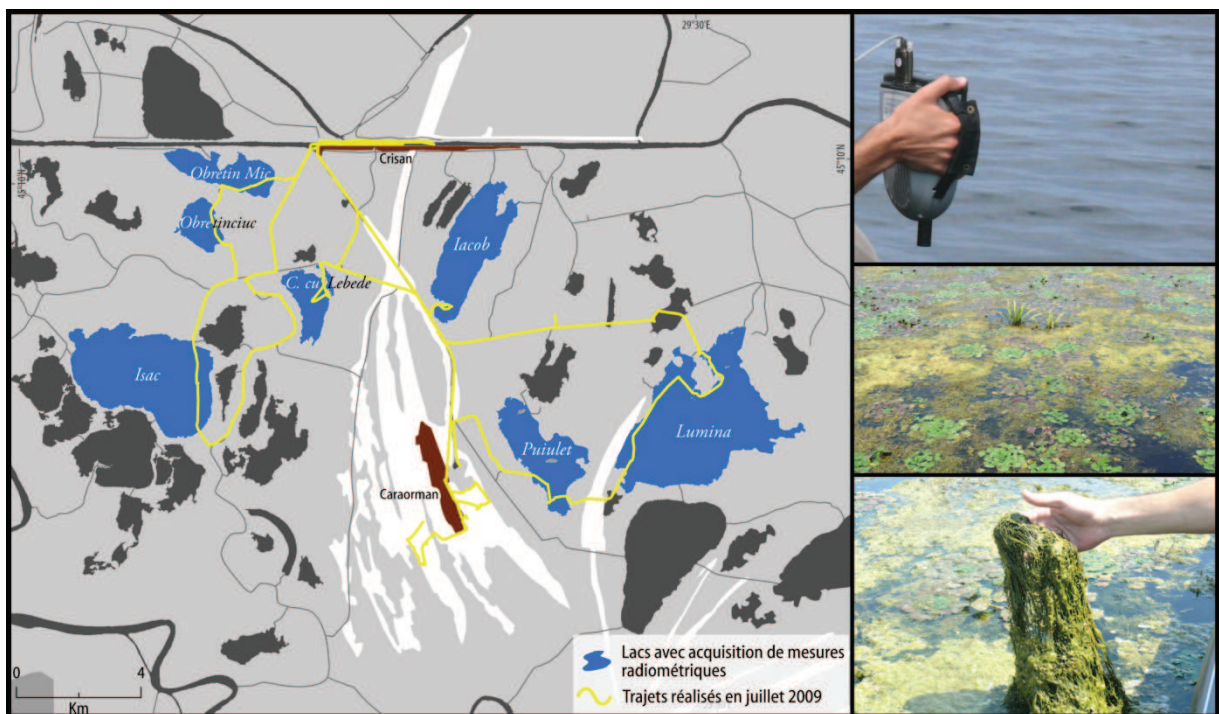 29°30'E
Crisan
45°10'N
45°10'N
Obretin Mic
Obretinciuc
Iacob
C. cu Lebede
Isac
Puiulet
Lumina
Caraorman
Lacs avec acquisition de mesures
radiométriques
Trajets réalisés en juillet 2009
0 4
Km